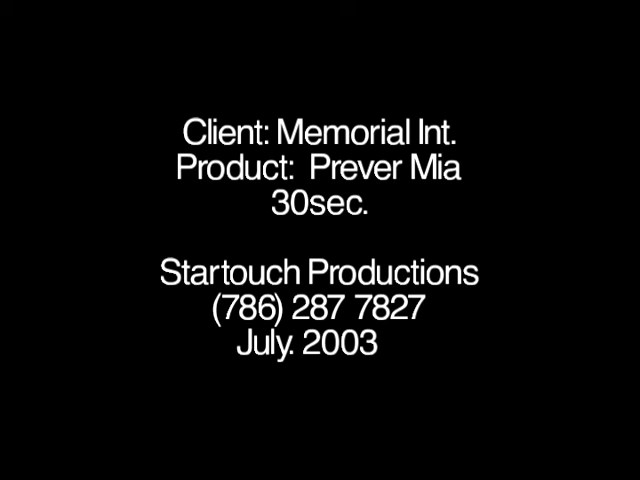 Client: Memorial Int.
Product:  Prever Mia
30sec.
Startouch Productions
(786) 287 7827
July. 2003